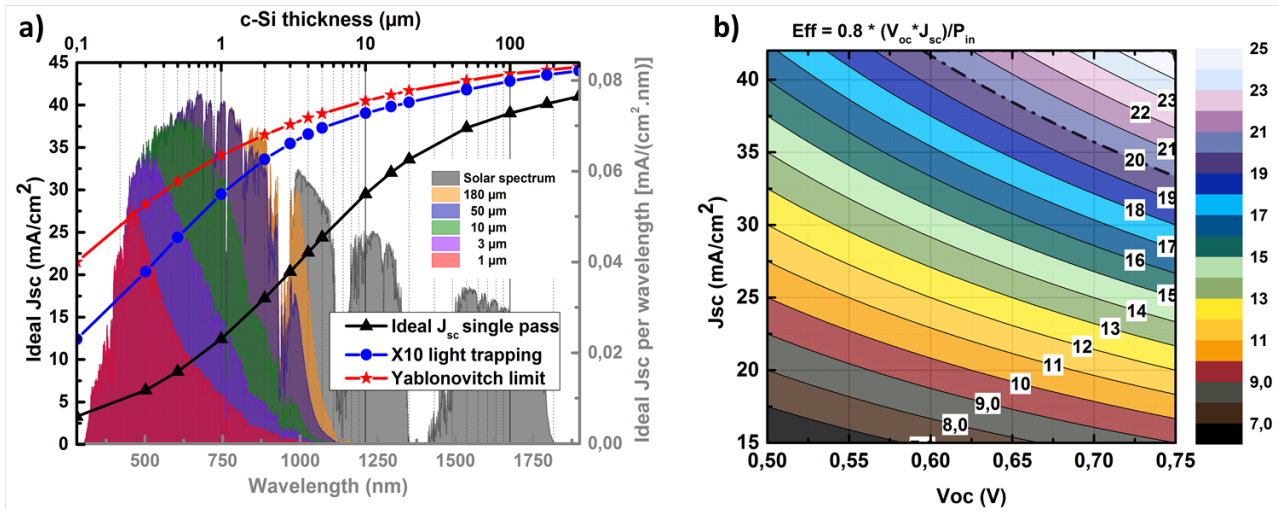 a)
c-Si thickness (µm)
0,1 1 10 100
Ideal Jsc (mA/cm²)
45
40
35
30
25
20
15
10
5
0
0,08
0,06
0,04
0,02
0,00
Ideal Jsc per wavelength [mA/(cm².nm)]
Solar spectrum
180 µm
50 µm
10 µm
3 µm
1 µm
Ideal Jsc single pass
X10 light trapping
Yablonovitch limit
500 750 1000 1250 1500 1750
Wavelength (nm)
b)
Eff = 0.8 * (Voc*Jsc)/Pin
Jsc (mA/cm²)
40
35
30
25
20
15
23
22
21
20
19
18
17
16
15
14
13
12
11
10
9,0
8,0
0,50 0,55 0,60 0,65 0,70 0,75
Voc (V)
25
23
21
19
17
15
13
11
9,0
7,0